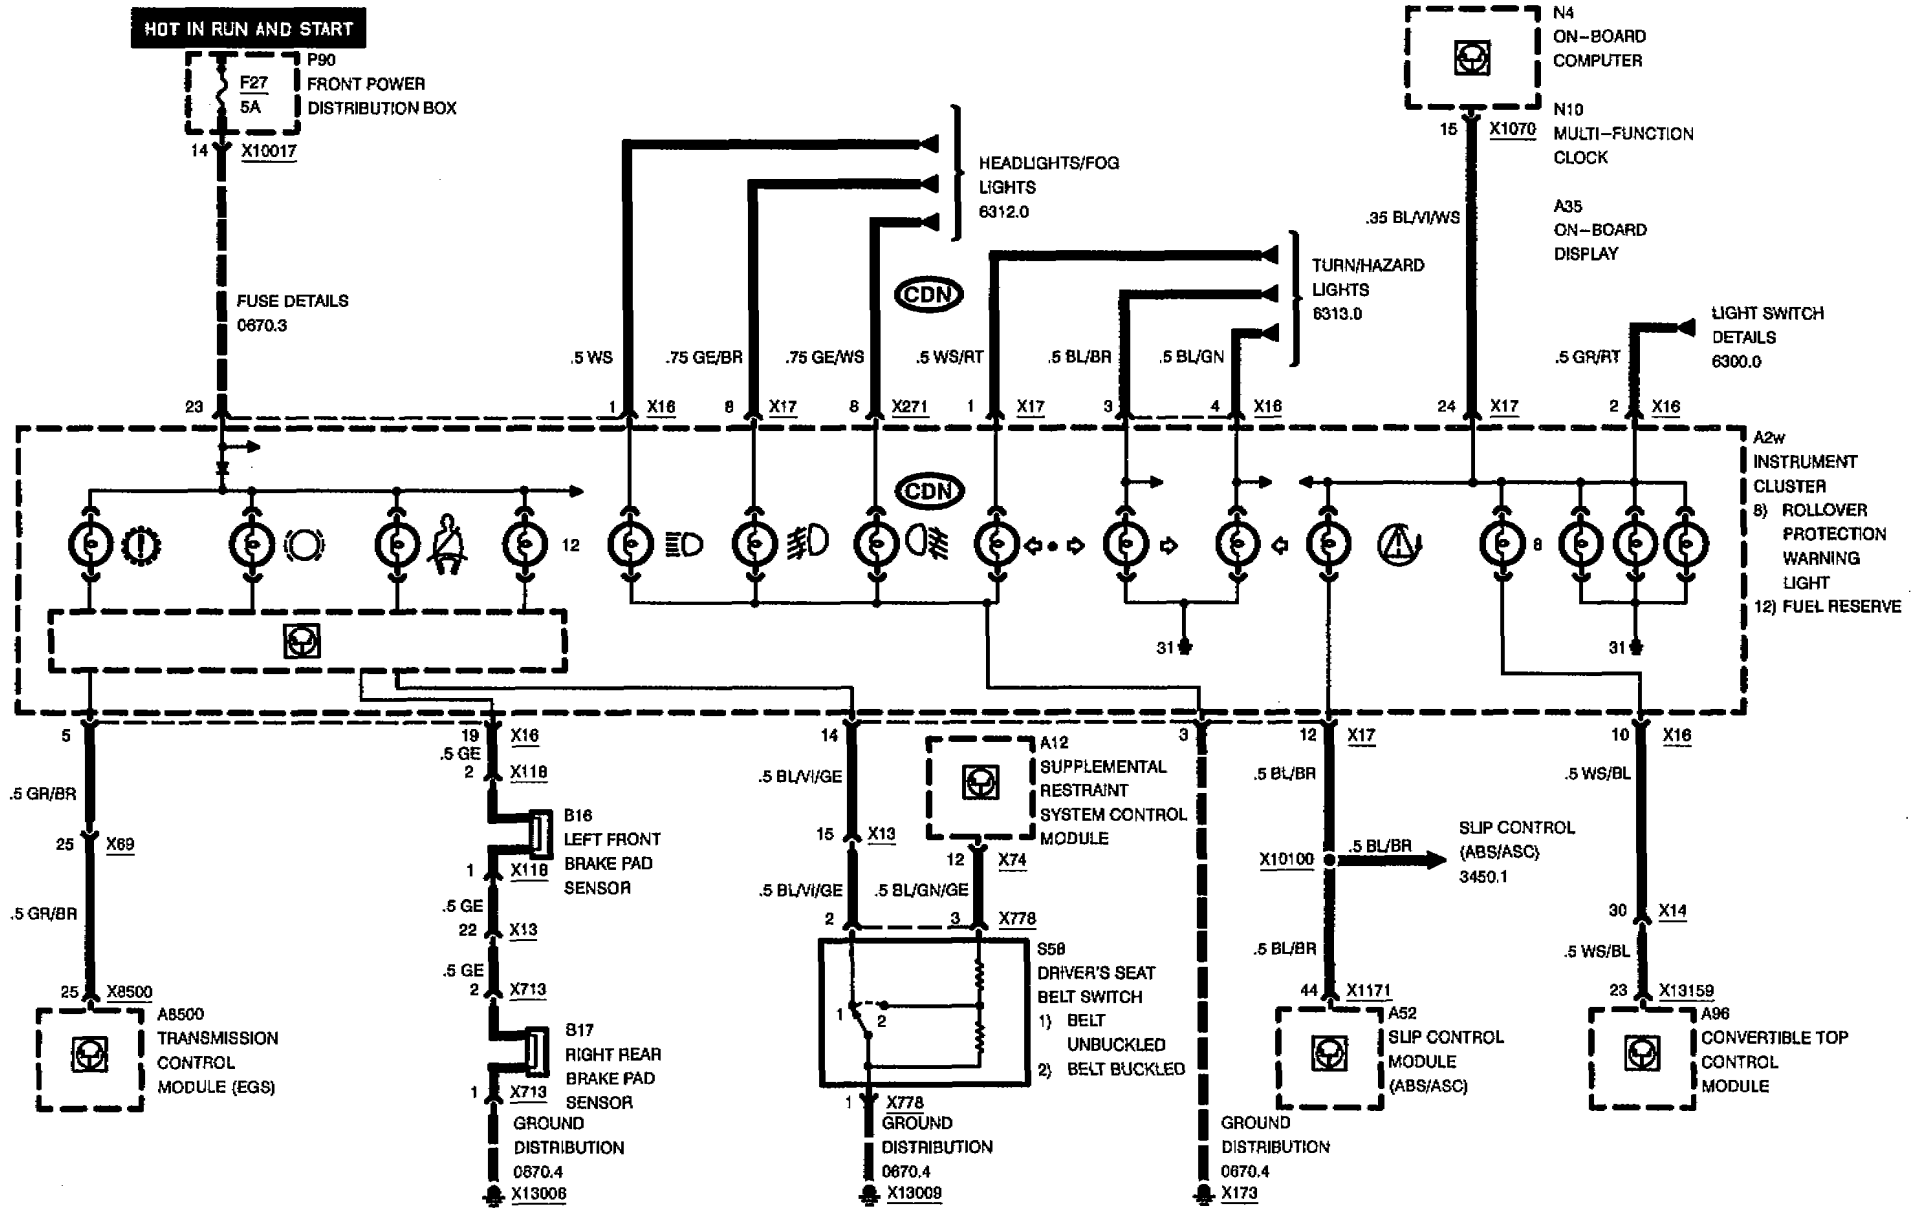 HOT IN RUN AND START
P90
FRONT POWER
DISTRIBUTION BOX
F27
5A
14 X10017
FUSE DETAILS
0670.3
HEADLIGHTS/FOG
LIGHTS
6312.0
CDN
TURN/HAZARD
LIGHTS
6313.0
N4
ON-BOARD
COMPUTER
N10
MULTI-FUNCTION
CLOCK
A35
ON-BOARD
DISPLAY
15 X1070
.35 BL/VI/WS
LIGHT SWITCH
DETAILS
6300.0
.5 WS
.75 GE/BR
.75 GE/WS
.5 WS/RT
.5 BL/BR
.5 BL/GN
.5 GR/RT
23
1 X16
8 X17
8 X271
1 X17
3
4 X16
24 X17
2 X16
A2w
INSTRUMENT
CLUSTER
8) ROLLOVER
PROTECTION
WARNING
LIGHT
12) FUEL RESERVE
CDN
12
8
31
31
5
19 X16
14
3
12 X17
10 X16
.5 GR/BR
25 X69
.5 GR/BR
25 X8500
A8500
TRANSMISSION
CONTROL
MODULE (EGS)
.5 GE
2 X118
B16
LEFT FRONT
BRAKE PAD
SENSOR
1 X118
.5 GE
22 X13
.5 GE
2 X713
B17
RIGHT REAR
BRAKE PAD
SENSOR
1 X713
GROUND
DISTRIBUTION
0670.4
X13008
.5 BL/VI/GE
15 X13
.5 BL/VI/GE
2
A12
SUPPLEMENTAL
RESTRAINT
SYSTEM CONTROL
MODULE
12 X74
.5 BL/GN/GE
3 X778
S58
DRIVER'S SEAT
BELT SWITCH
1) BELT
UNBUCKLED
2) BELT BUCKLED
1
2
1 X778
GROUND
DISTRIBUTION
0670.4
X13009
GROUND
DISTRIBUTION
0670.4
X173
.5 BL/BR
X10100
.5 BL/BR
SLIP CONTROL
(ABS/ASC)
3450.1
.5 BL/BR
44 X1171
A52
SLIP CONTROL
MODULE
(ABS/ASC)
.5 WS/BL
30 X14
.5 WS/BL
23 X13159
A96
CONVERTIBLE TOP
CONTROL
MODULE